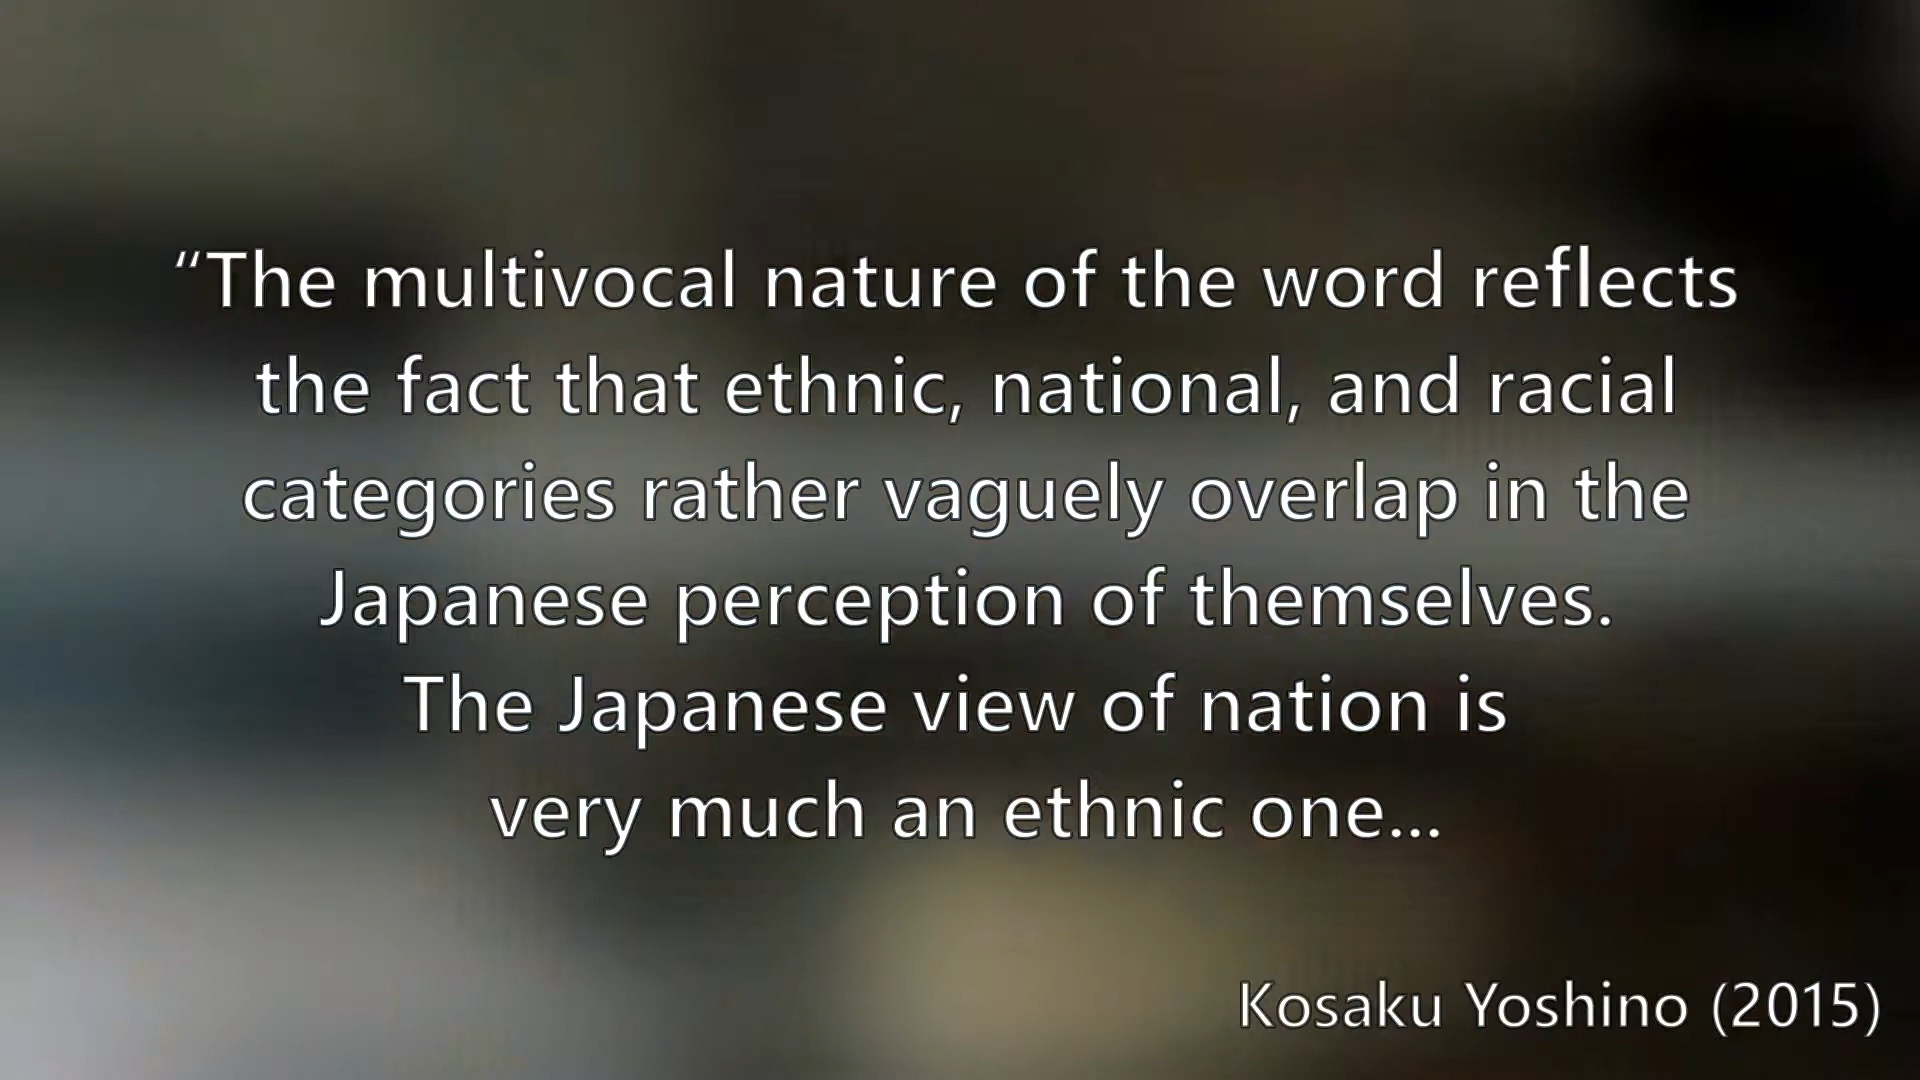 “The multivocal nature of the word reflects
the fact that ethnic, national, and racial
categories rather vaguely overlap in the
Japanese perception of themselves.
The Japanese view of nation is
very much an ethnic one...
Kosaku Yoshino (2015)